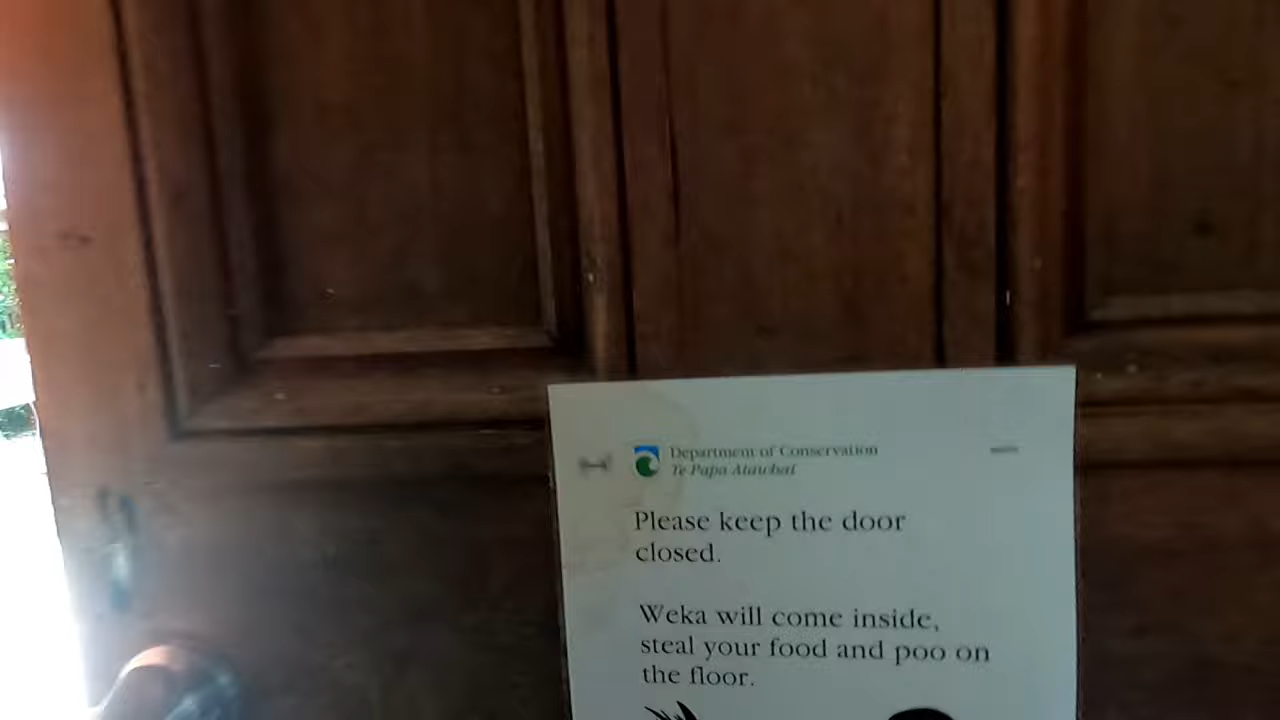 Department of Conservation
Te Papa Atawhai
Please keep the door
closed.
Weka will come inside,
steal your food and poo on
the floor.